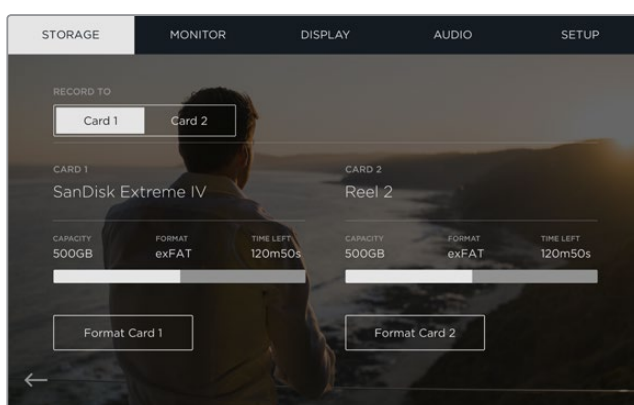 STORAGE MONITOR DISPLAY AUDIO SETUP
RECORD TO
Card 1 Card 2
CARD 1 CARD 2
SanDisk Extreme IV Reel 2
CAPACITY FORMAT TIME LEFT CAPACITY FORMAT TIME LEFT
500GB exFAT 120m50s 500GB exFAT 120m50s
Format Card 1 Format Card 2